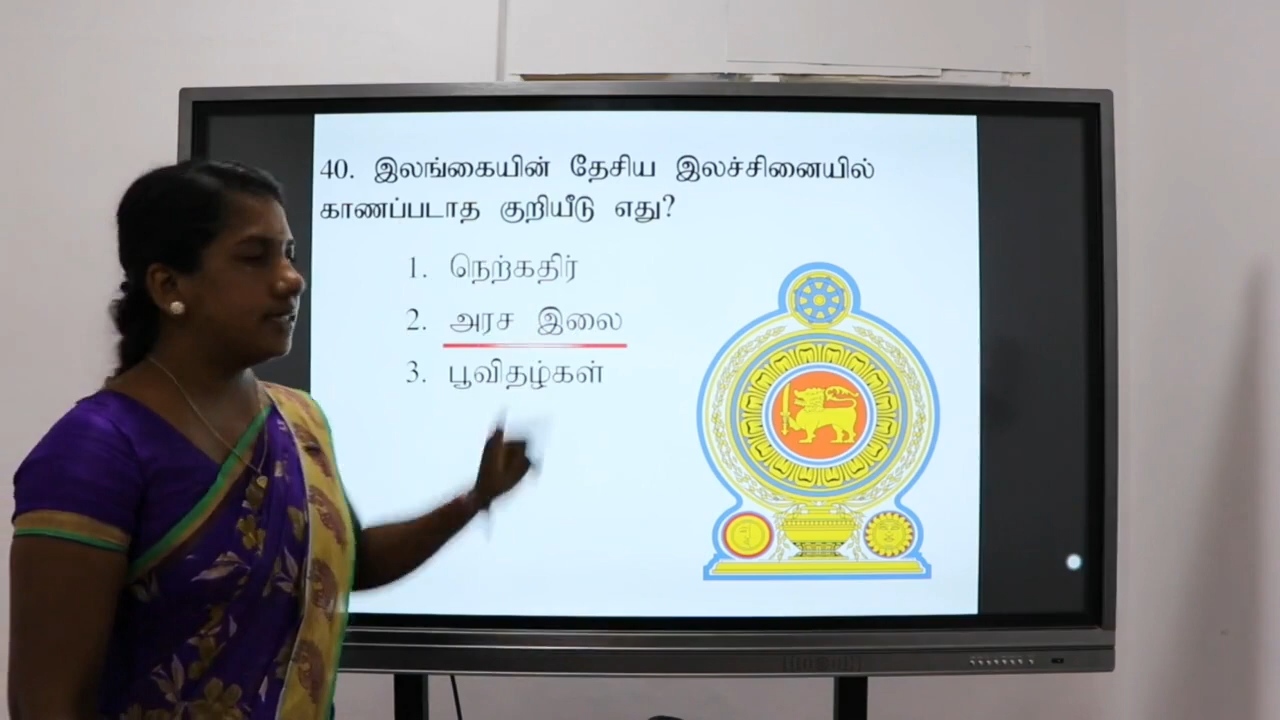 40. இலங்கையின் தேசிய இலச்சினையில்
காணப்படாத குறியீடு எது?
1. நெற்கதிர்
2. அரச இலை
3. பூவிதழ்கள்